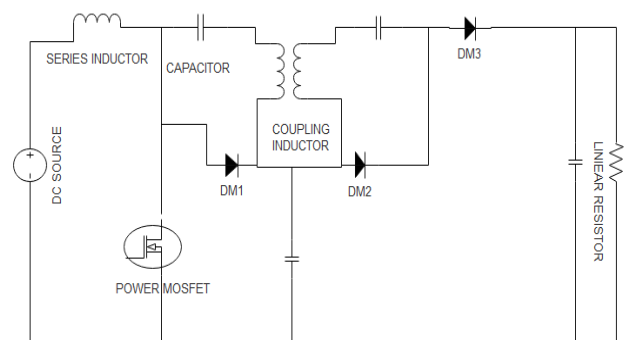 SERIES INDUCTOR
CAPACITOR
DM3
DC SOURCE
COUPLING
INDUCTOR
LINIEAR RESISTOR
DM1
DM2
POWER MOSFET